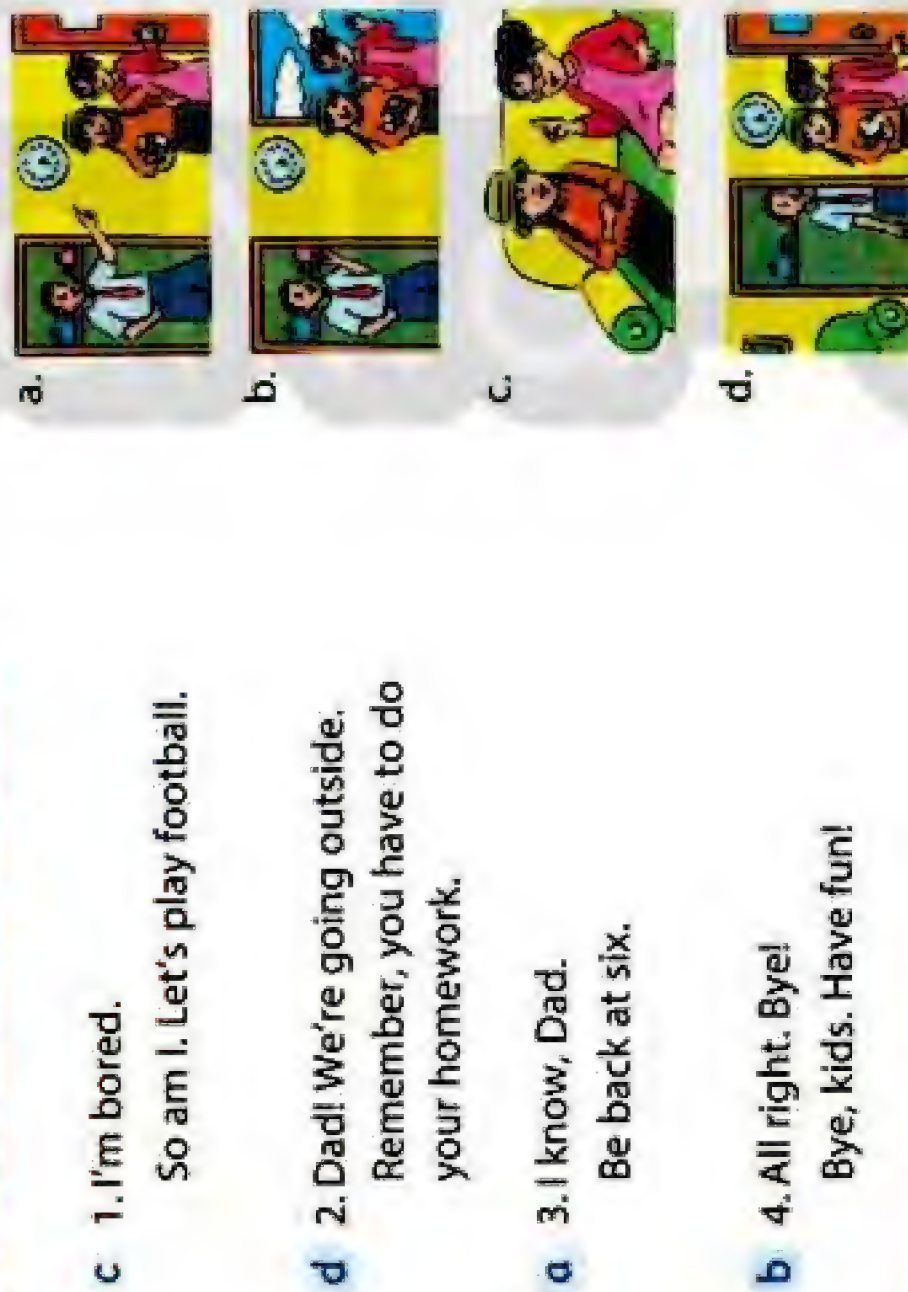 c 1. I'm bored.
So am I. Let's play football.
d 2. Dad! We're going outside.
Remember, you have to do
your homework.
a 3. I know, Dad.
Be back at six.
b 4. All right. Bye!
Bye, kids. Have fun!
a.
b.
c.
d.